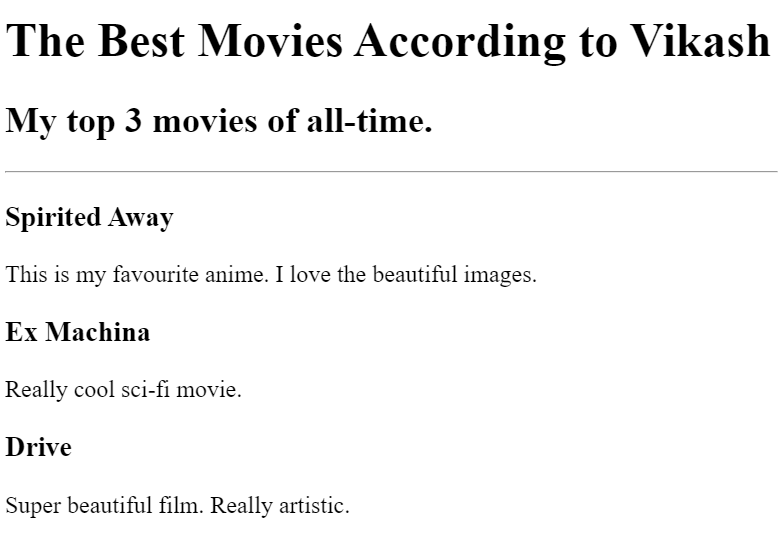 The Best Movies According to Vikash
My top 3 movies of all-time.
Spirited Away
This is my favourite anime. I love the beautiful images.
Ex Machina
Really cool sci-fi movie.
Drive
Super beautiful film. Really artistic.